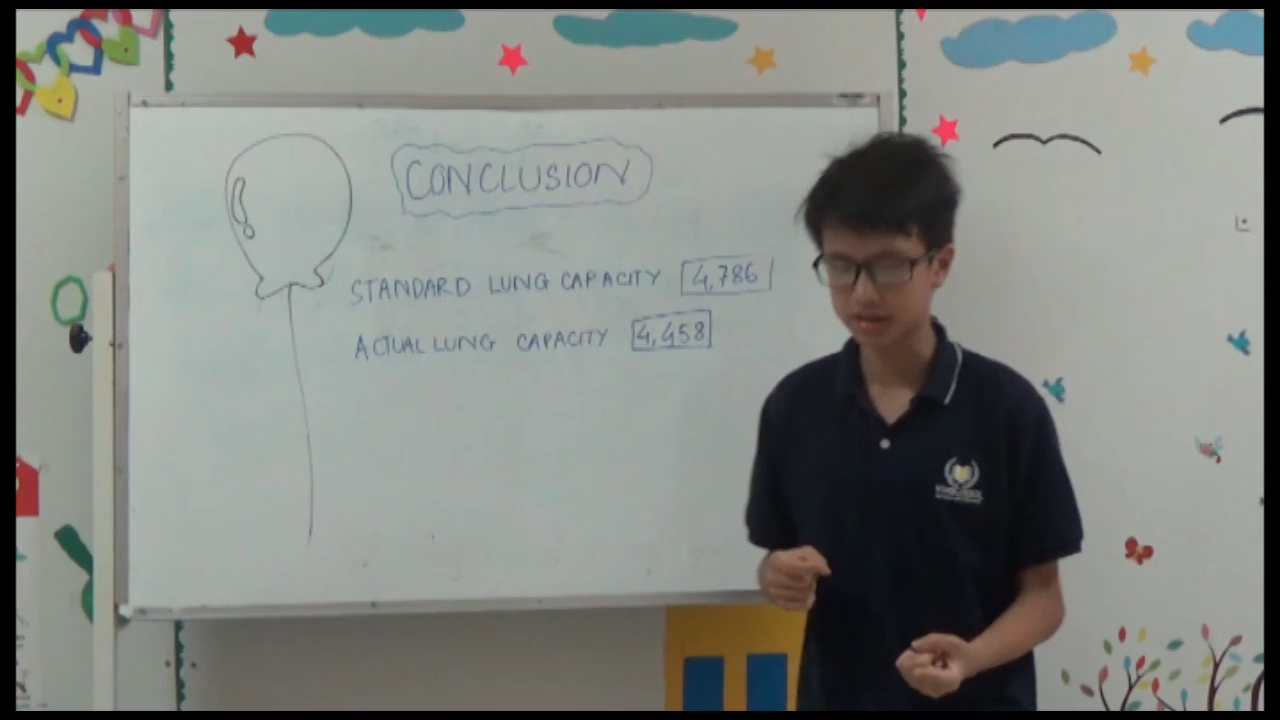 CONCLUSION
STANDARD LUNG CAPACITY 4,786
ACTUAL LUNG CAPACITY 4,458